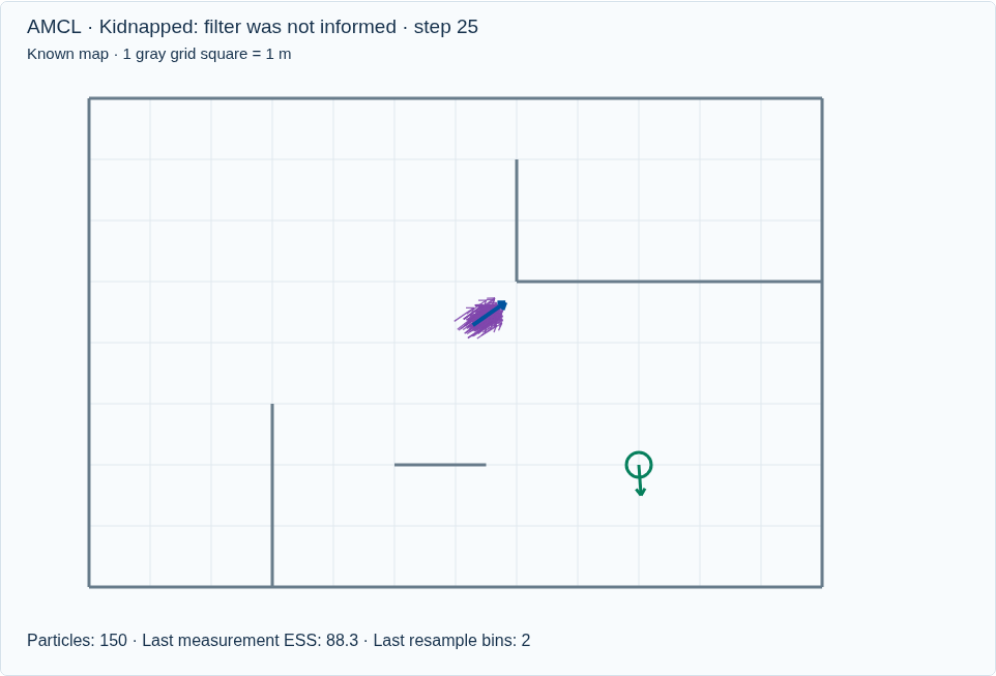 AMCL · Kidnapped: filter was not informed · step 25
Known map · 1 gray grid square = 1 m
Particles: 150 · Last measurement ESS: 88.3 · Last resample bins: 2